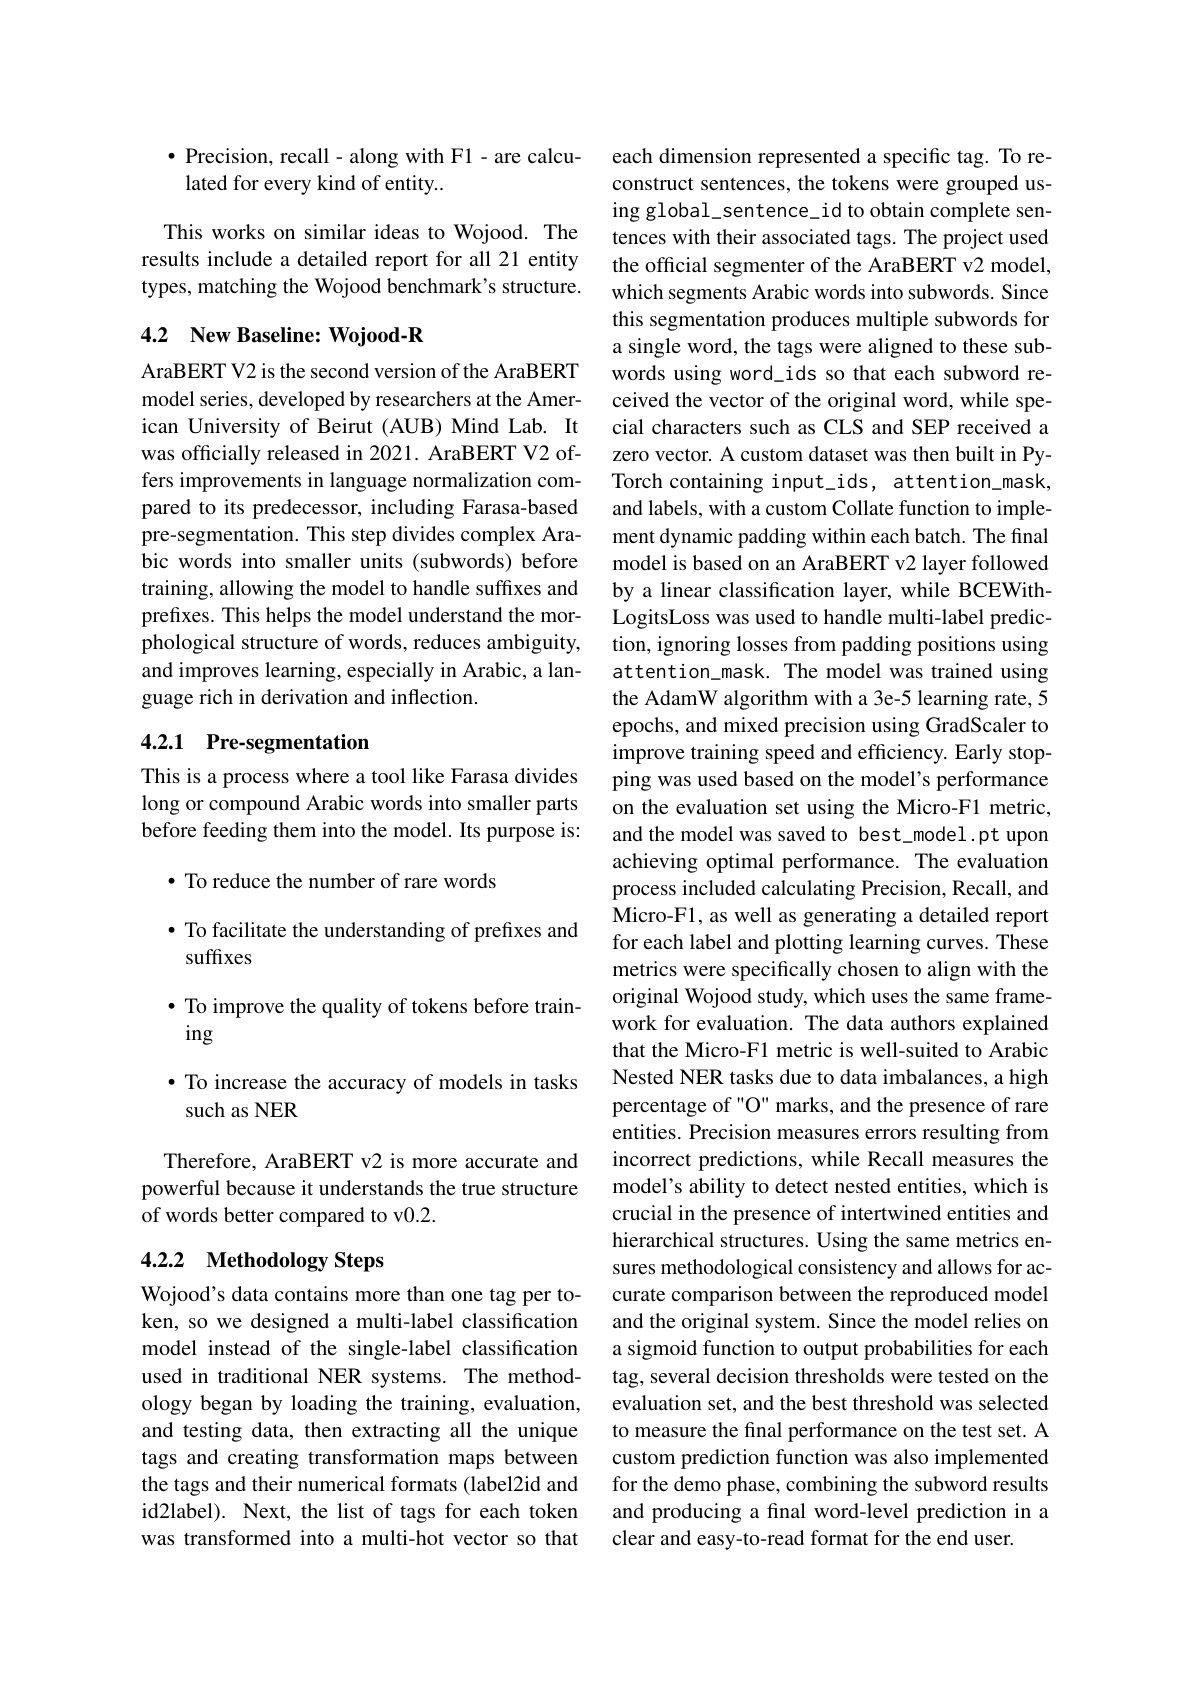 • Precision, recall - along with F1 - are calcu-
lated for every kind of entity..
This works on similar ideas to Wojood. The
results include a detailed report for all 21 entity
types, matching the Wojood benchmark's structure.
4.2 New Baseline: Wojood-R
AraBERT V2 is the second version of the AraBERT
model series, developed by researchers at the Amer-
ican University of Beirut (AUB) Mind Lab. It
was officially released in 2021. AraBERT V2 of-
fers improvements in language normalization com-
pared to its predecessor, including Farasa-based
pre-segmentation. This step divides complex Ara-
bic words into smaller units (subwords) before
training, allowing the model to handle suffixes and
prefixes. This helps the model understand the mor-
phological structure of words, reduces ambiguity,
and improves learning, especially in Arabic, a lan-
guage rich in derivation and inflection.
4.2.1 Pre-segmentation
This is a process where a tool like Farasa divides
long or compound Arabic words into smaller parts
before feeding them into the model. Its purpose is:
• To reduce the number of rare words
• To facilitate the understanding of prefixes and
suffixes
• To improve the quality of tokens before train-
ing
• To increase the accuracy of models in tasks
such as NER
Therefore, AraBERT v2 is more accurate and
powerful because it understands the true structure
of words better compared to v0.2.
4.2.2 Methodology Steps
Wojood's data contains more than one tag per to-
ken, so we designed a multi-label classification
model instead of the single-label classification
used in traditional NER systems. The method-
ology began by loading the training, evaluation,
and testing data, then extracting all the unique
tags and creating transformation maps between
the tags and their numerical formats (label2id and
id2label). Next, the list of tags for each token
was transformed into a multi-hot vector so that
each dimension represented a specific tag. To re-
construct sentences, the tokens were grouped us-
ing global_sentence_id to obtain complete sen-
tences with their associated tags. The project used
the official segmenter of the AraBERT v2 model,
which segments Arabic words into subwords. Since
this segmentation produces multiple subwords for
a single word, the tags were aligned to these sub-
words using word_ids so that each subword re-
ceived the vector of the original word, while spe-
cial characters such as CLS and SEP received a
zero vector. A custom dataset was then built in Py-
Torch containing input_ids, attention_mask,
and labels, with a custom Collate function to imple-
ment dynamic padding within each batch. The final
model is based on an AraBERT v2 layer followed
by a linear classification layer, while BCEWith-
LogitsLoss was used to handle multi-label predic-
tion, ignoring losses from padding positions using
attention_mask. The model was trained using
the AdamW algorithm with a 3e-5 learning rate, 5
epochs, and mixed precision using GradScaler to
improve training speed and efficiency. Early stop-
ping was used based on the model's performance
on the evaluation set using the Micro-F1 metric,
and the model was saved to best_model.pt upon
achieving optimal performance. The evaluation
process included calculating Precision, Recall, and
Micro-F1, as well as generating a detailed report
for each label and plotting learning curves. These
metrics were specifically chosen to align with the
original Wojood study, which uses the same frame-
work for evaluation. The data authors explained
that the Micro-F1 metric is well-suited to Arabic
Nested NER tasks due to data imbalances, a high
percentage of "O" marks, and the presence of rare
entities. Precision measures errors resulting from
incorrect predictions, while Recall measures the
model's ability to detect nested entities, which is
crucial in the presence of intertwined entities and
hierarchical structures. Using the same metrics en-
sures methodological consistency and allows for ac-
curate comparison between the reproduced model
and the original system. Since the model relies on
a sigmoid function to output probabilities for each
tag, several decision thresholds were tested on the
evaluation set, and the best threshold was selected
to measure the final performance on the test set. A
custom prediction function was also implemented
for the demo phase, combining the subword results
and producing a final word-level prediction in a
clear and easy-to-read format for the end user.